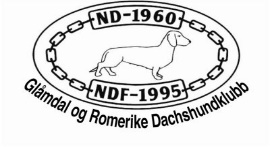 ND-1960
NDF-1995
Glåmdal og Romerike Dachshundklubb